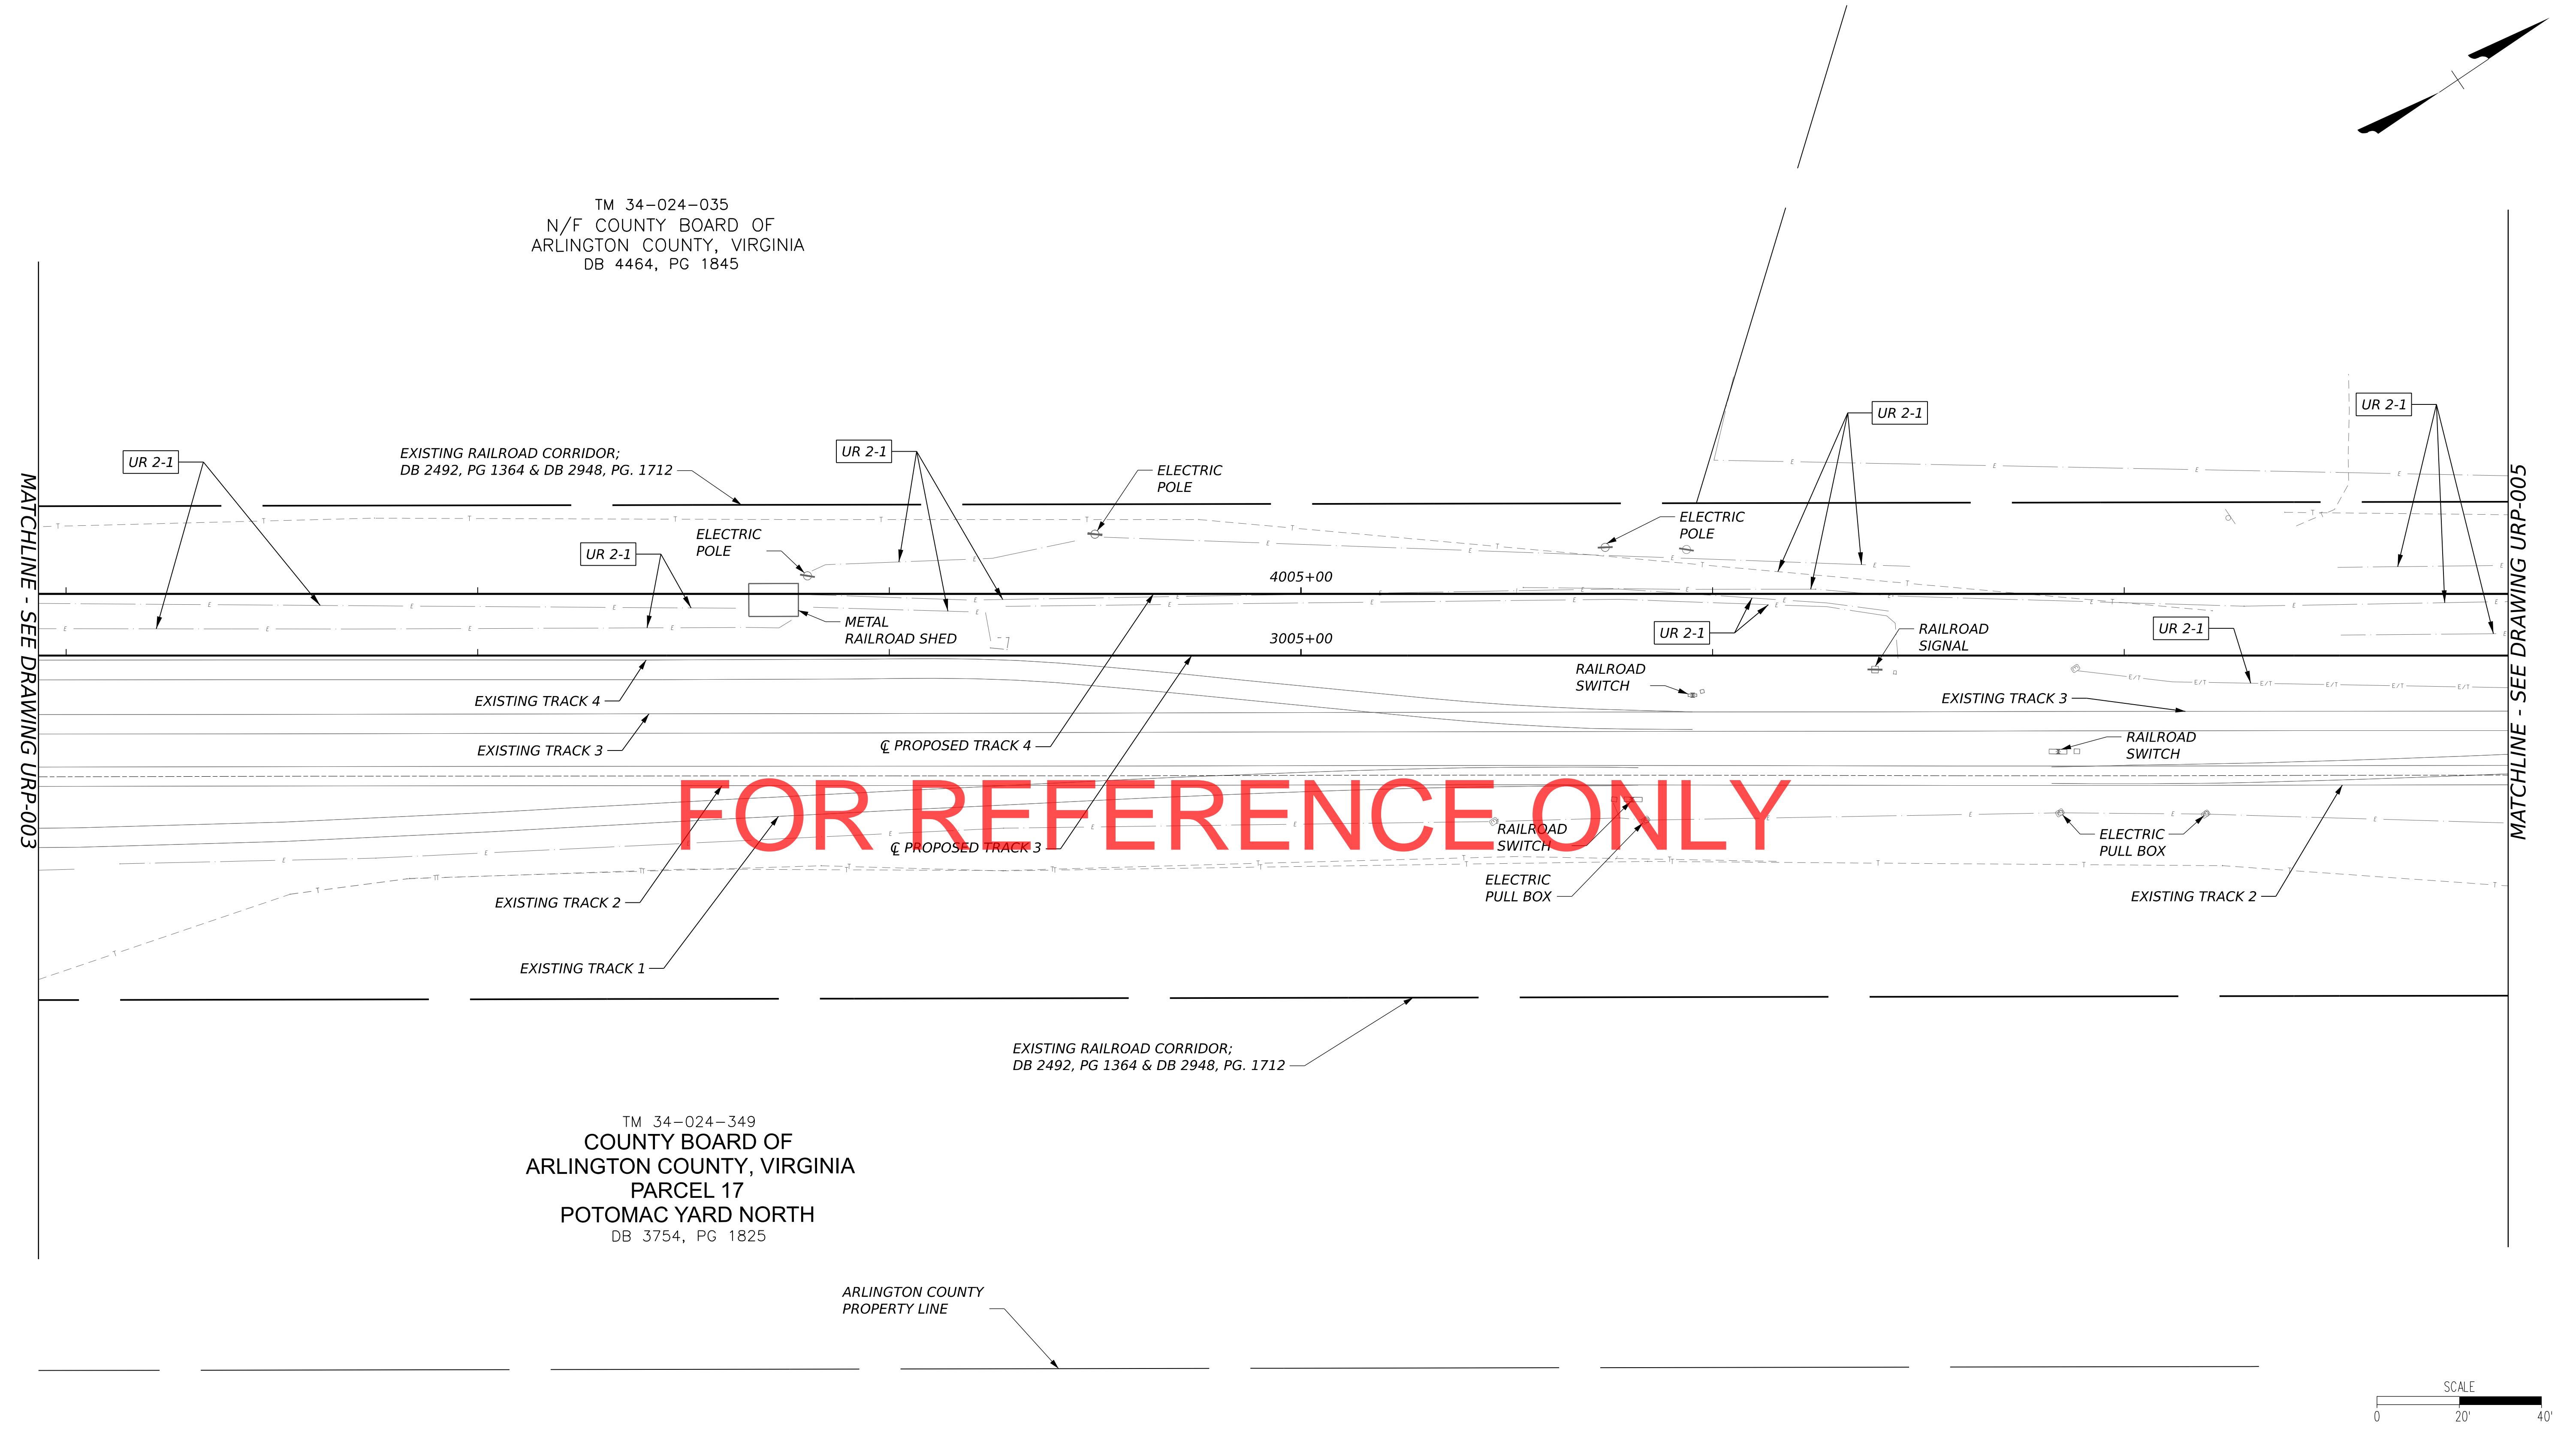 TM 34-024-035
N/F COUNTY BOARD OF
ARLINGTON COUNTY, VIRGINIA
DB 4464, PG 1845
MATCHLINE - SEE DRAWING URP-003
MATCHLINE - SEE DRAWING URP-005
UR 2-1
EXISTING RAILROAD CORRIDOR;
DB 2492, PG 1364 & DB 2948, PG. 1712
UR 2-1
ELECTRIC
POLE
UR 2-1
UR 2-1
UR 2-1
ELECTRIC
POLE
ELECTRIC
POLE
4005+00
METAL
RAILROAD SHED
3005+00
UR 2-1
RAILROAD
SIGNAL
UR 2-1
RAILROAD
SWITCH
EXISTING TRACK 4
EXISTING TRACK 3
EXISTING TRACK 3
℄ PROPOSED TRACK 4
RAILROAD
SWITCH
FOR REFERENCE ONLY
℄ PROPOSED TRACK 3
RAILROAD
SWITCH
ELECTRIC
PULL BOX
ELECTRIC
PULL BOX
EXISTING TRACK 2
EXISTING TRACK 2
EXISTING TRACK 1
EXISTING RAILROAD CORRIDOR;
DB 2492, PG 1364 & DB 2948, PG. 1712
TM 34-024-349
COUNTY BOARD OF
ARLINGTON COUNTY, VIRGINIA
PARCEL 17
POTOMAC YARD NORTH
DB 3754, PG 1825
ARLINGTON COUNTY
PROPERTY LINE
SCALE
0 20' 40'